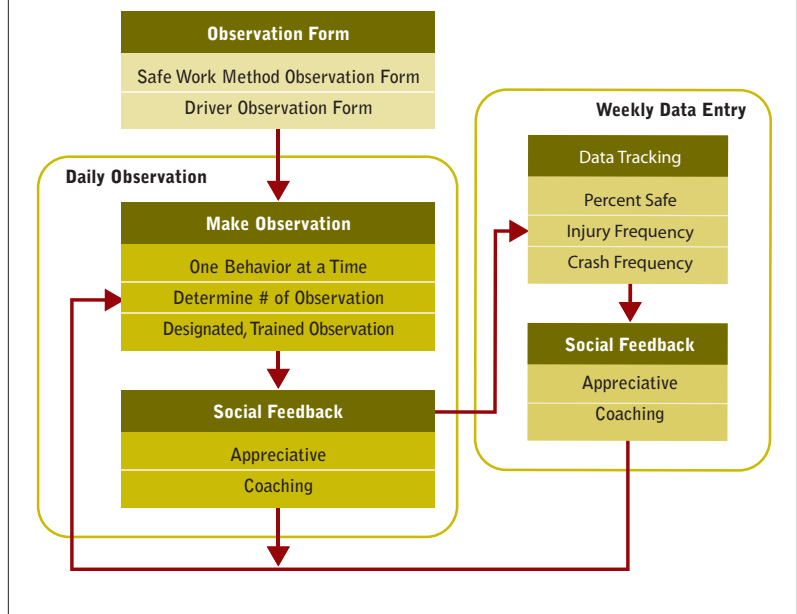 Observation Form
Safe Work Method Observation Form
Driver Observation Form
Daily Observation
Make Observation
One Behavior at a Time
Determine # of Observation
Designated, Trained Observation
Social Feedback
Appreciative
Coaching
Weekly Data Entry
Data Tracking
Percent Safe
Injury Frequency
Crash Frequency
Social Feedback
Appreciative
Coaching